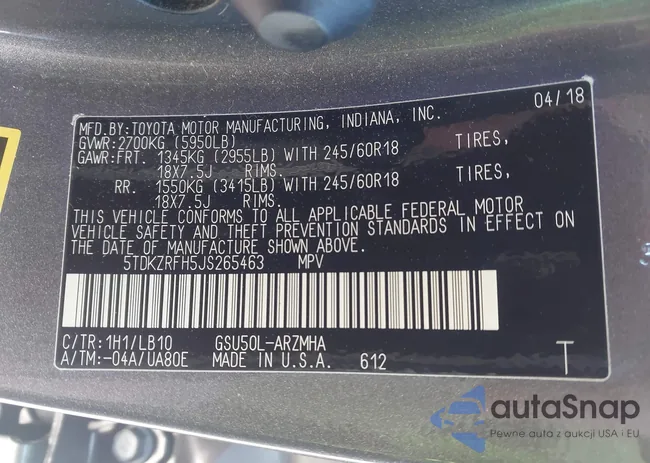 04/18
MFD.BY:TOYOTA MOTOR MANUFACTURING, INDIANA, INC.
GVWR:2700KG (5950LB)
GAWR:FRT. 1345KG (2955LB) WITH 245/60R18 TIRES,
18X7.5J RIMS.
RR. 1550KG (3415LB) WITH 245/60R18 TIRES,
18X7.5J RIMS.
THIS VEHICLE CONFORMS TO ALL APPLICABLE FEDERAL MOTOR
VEHICLE SAFETY AND THEFT PREVENTION STANDARDS IN EFFECT
ON THE DATE OF MANUFACTURE SHOWN ABOVE.
5TDKZRFH5JS265463 MPV
C/TR:1H1/LB10 GSU50L-ARZMHA
A/TM:-04A/UA80E MADE IN U.S.A. 612 T
autaSnap
Pewne auta z aukcji USA i EU